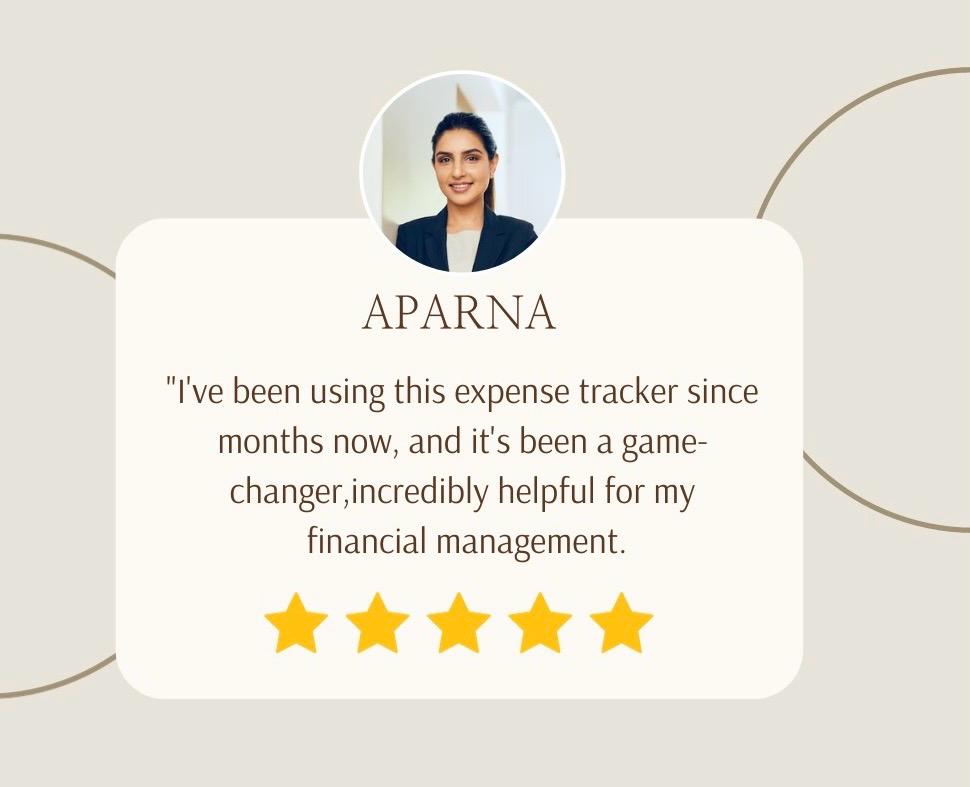 APARNA
"I've been using this expense tracker since
months now, and it's been a game-
changer,incredibly helpful for my
financial management.